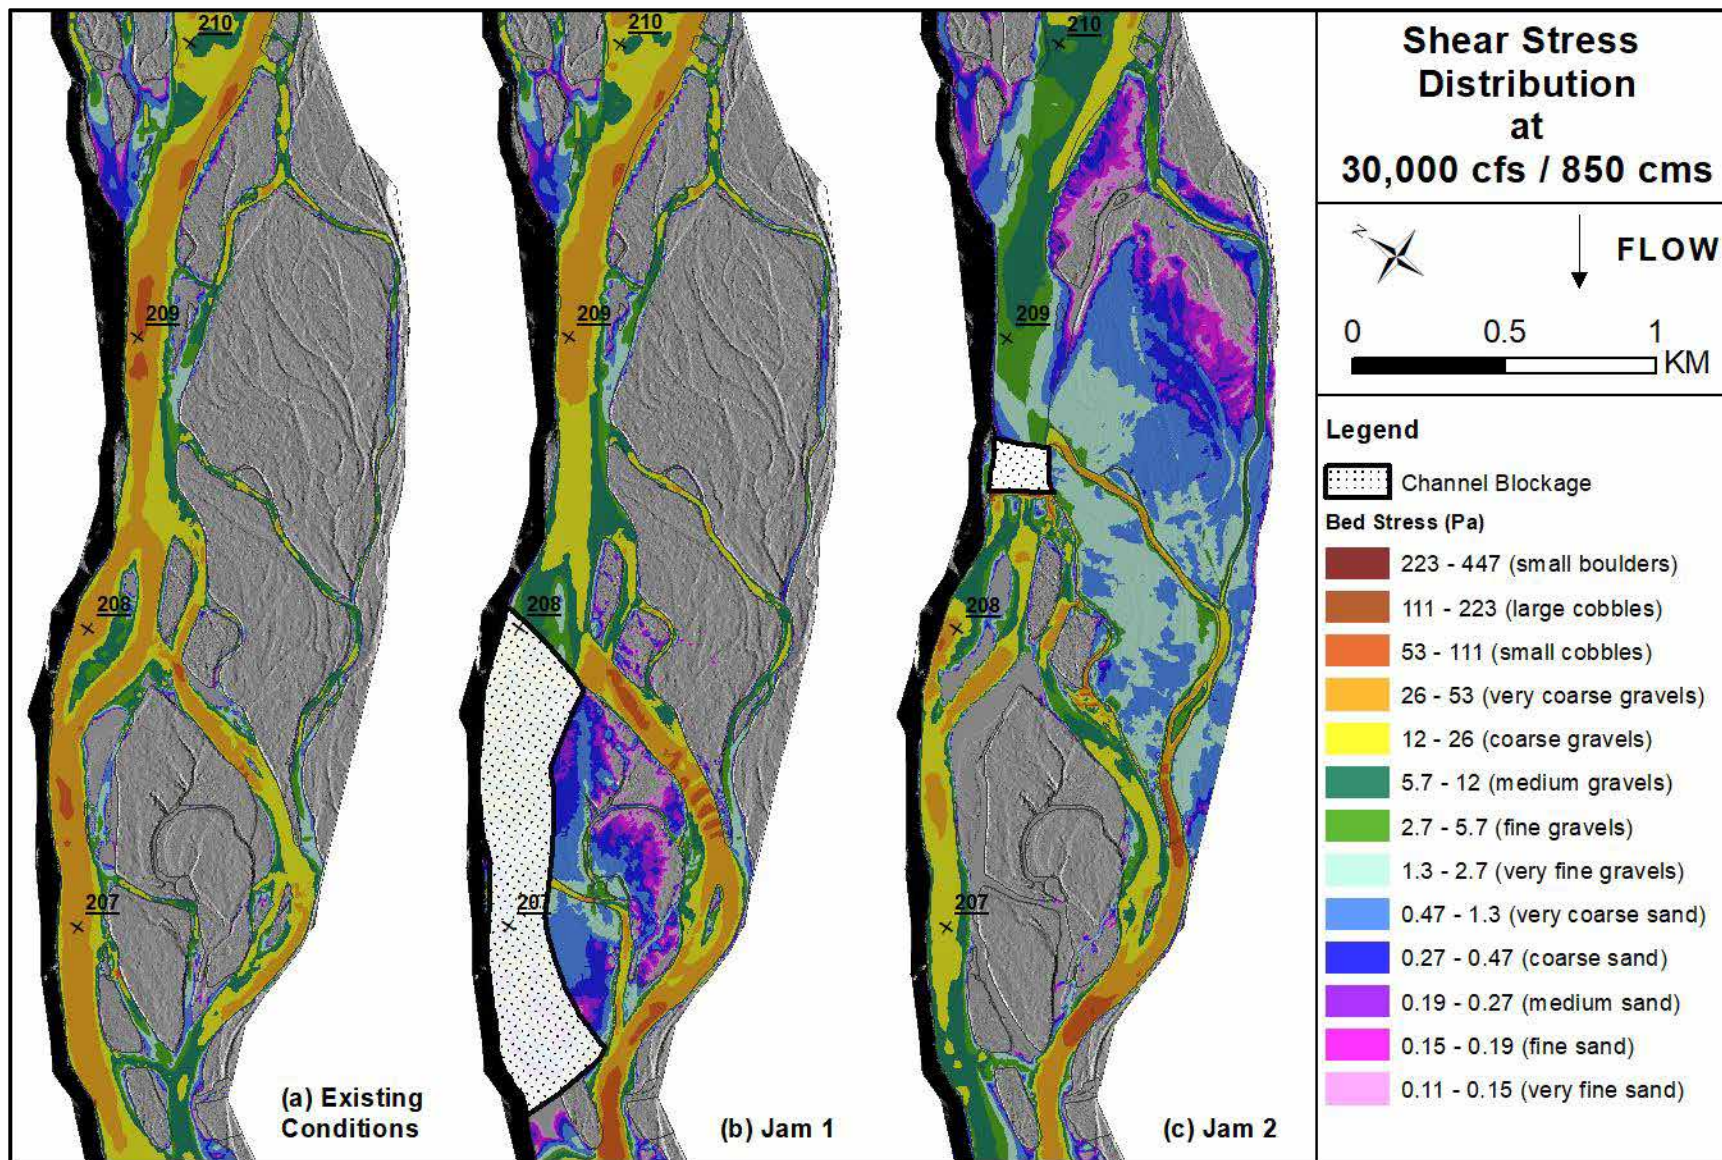 210
209
208
207
(a) Existing
Conditions
210
209
208
207
(b) Jam 1
210
209
208
207
(c) Jam 2
Shear Stress
Distribution
at
30,000 cfs / 850 cms
N
FLOW
0 0.5 1
KM
Legend
Channel Blockage
Bed Stress (Pa)
223 - 447 (small boulders)
111 - 223 (large cobbles)
53 - 111 (small cobbles)
26 - 53 (very coarse gravels)
12 - 26 (coarse gravels)
5.7 - 12 (medium gravels)
2.7 - 5.7 (fine gravels)
1.3 - 2.7 (very fine gravels)
0.47 - 1.3 (very coarse sand)
0.27 - 0.47 (coarse sand)
0.19 - 0.27 (medium sand)
0.15 - 0.19 (fine sand)
0.11 - 0.15 (very fine sand)